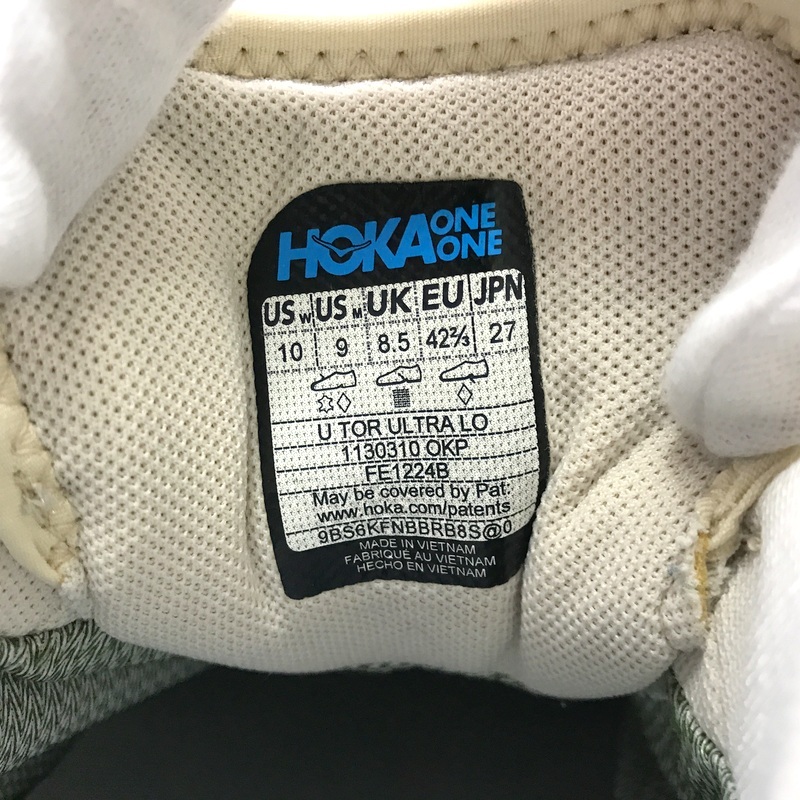 HOKA ONE ONE
US W US M UK EU JPN
10 9 8.5 42⅔ 27
U TOR ULTRA LO
1130310 OKP
FE1224B
May be covered by Pat.
www.hoka.com/patents
9BS6KFNBBRB8S@0
MADE IN VIETNAM
FABRIQUÉ AU VIETNAM
HECHO EN VIETNAM